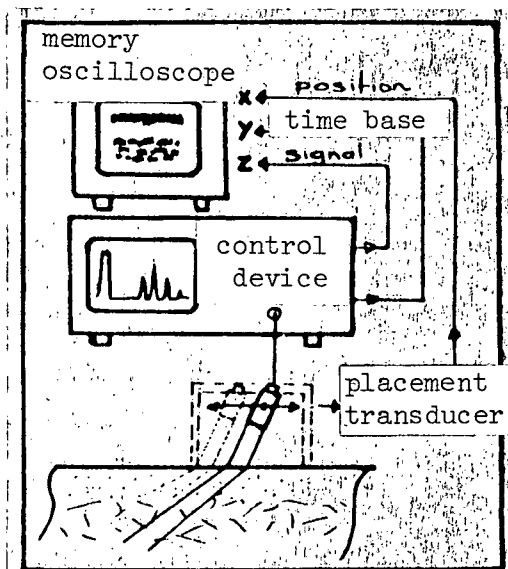 memory
oscilloscope
X position
Y time base
Z signal
control
device
placement
transducer